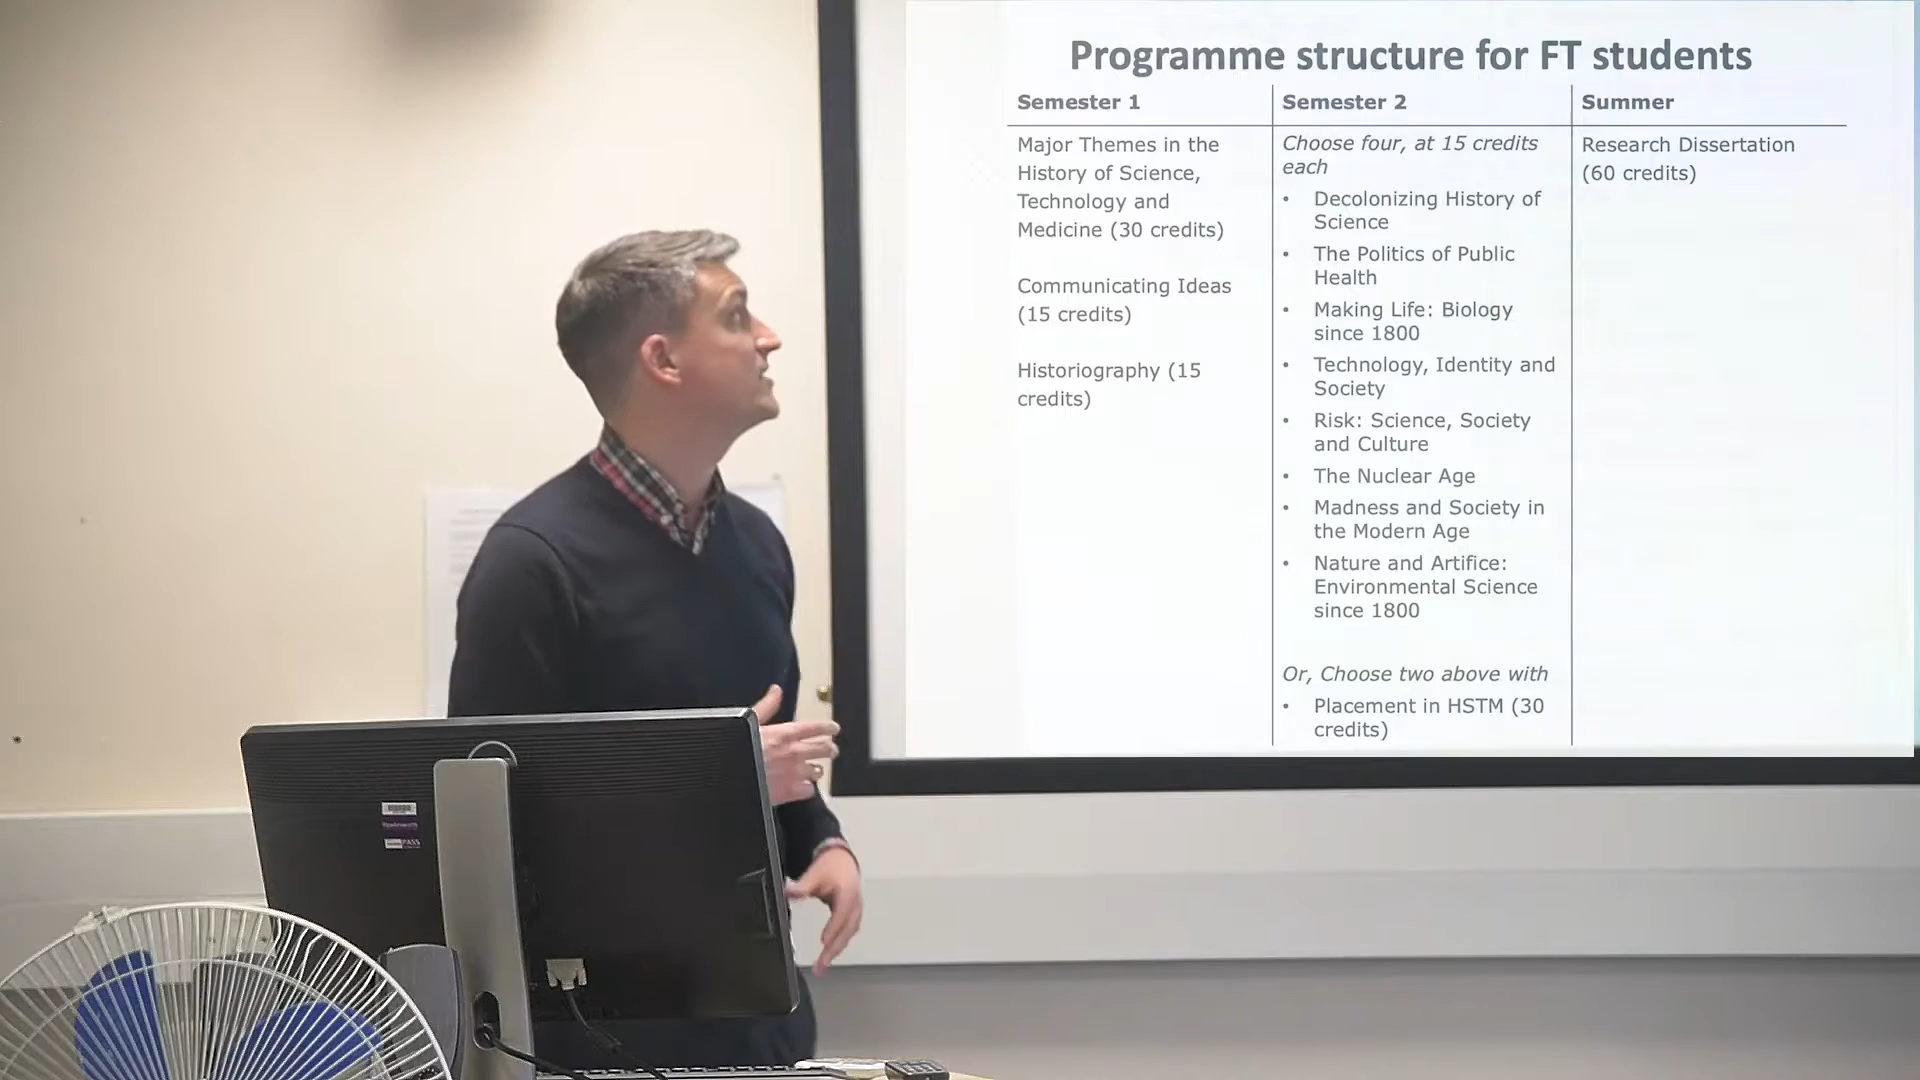 Programme structure for FT students
Semester 1
Major Themes in the
History of Science,
Technology and
Medicine (30 credits)
Communicating Ideas
(15 credits)
Historiography (15
credits)
Semester 2
Choose four, at 15 credits
each
• Decolonizing History of
Science
• The Politics of Public
Health
• Making Life: Biology
since 1800
• Technology, Identity and
Society
• Risk: Science, Society
and Culture
• The Nuclear Age
• Madness and Society in
the Modern Age
• Nature and Artifice:
Environmental Science
since 1800
Or, Choose two above with
• Placement in HSTM (30
credits)
Summer
Research Dissertation
(60 credits)
PASS